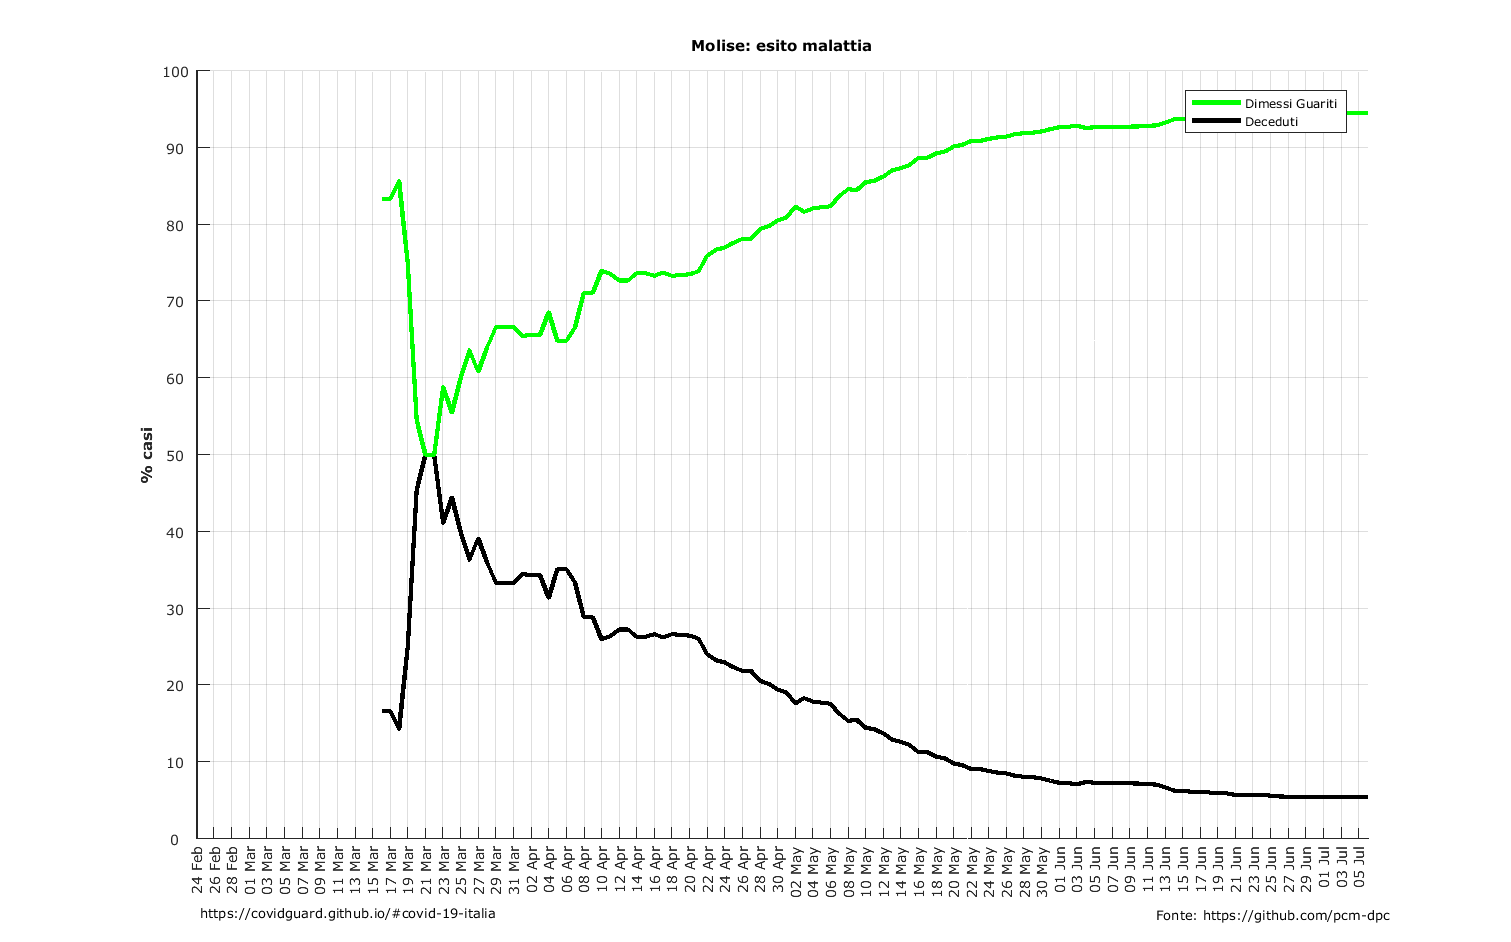 Molise: esito malattia
100
90
80
70
60
50
40
30
20
10
0
% casi
Dimessi Guariti
Deceduti
24 Feb
26 Feb
28 Feb
01 Mar
03 Mar
05 Mar
07 Mar
09 Mar
11 Mar
13 Mar
15 Mar
17 Mar
19 Mar
21 Mar
23 Mar
25 Mar
27 Mar
29 Mar
31 Mar
02 Apr
04 Apr
06 Apr
08 Apr
10 Apr
12 Apr
14 Apr
16 Apr
18 Apr
20 Apr
22 Apr
24 Apr
26 Apr
28 Apr
30 Apr
02 May
04 May
06 May
08 May
10 May
12 May
14 May
16 May
18 May
20 May
22 May
24 May
26 May
28 May
30 May
01 Jun
03 Jun
05 Jun
07 Jun
09 Jun
11 Jun
13 Jun
15 Jun
17 Jun
19 Jun
21 Jun
23 Jun
25 Jun
27 Jun
29 Jun
01 Jul
03 Jul
05 Jul
https://covidguard.github.io/#covid-19-italia
Fonte: https://github.com/pcm-dpc